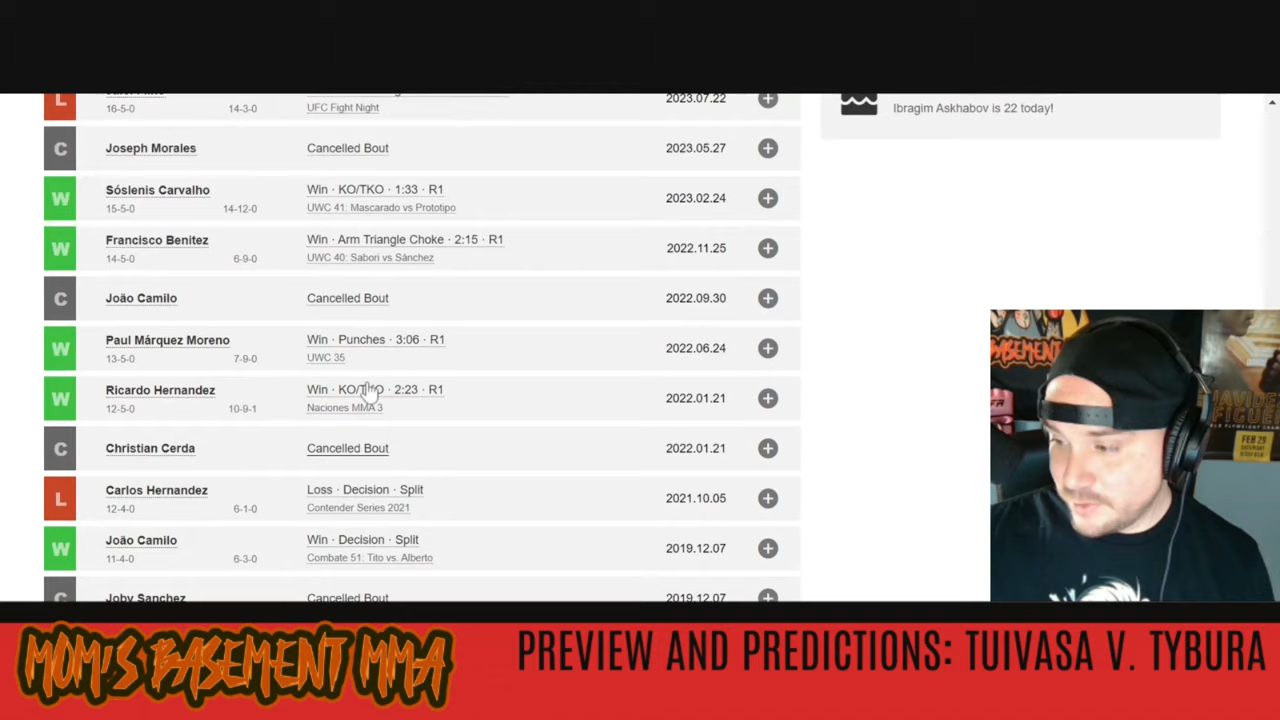 L
16-5-0 14-3-0 UFC Fight Night 2023.07.22
Ibragim Askhabov is 22 today!
C Joseph Morales Cancelled Bout 2023.05.27
W Sóslenis Carvalho Win · KO/TKO · 1:33 · R1 2023.02.24
15-5-0 14-12-0 UWC 41: Mascarado vs Prototipo
W Francisco Benitez Win · Arm Triangle Choke · 2:15 · R1 2022.11.25
14-5-0 6-9-0 UWC 40: Sabori vs Sánchez
C João Camilo Cancelled Bout 2022.09.30
W Paul Márquez Moreno Win · Punches · 3:06 · R1 2022.06.24
13-5-0 7-9-0 UWC 35
W Ricardo Hernandez Win · KO/TKO · 2:23 · R1 2022.01.21
12-5-0 10-9-1 Naciones MMA 3
C Christian Cerda Cancelled Bout 2022.01.21
L Carlos Hernandez Loss · Decision · Split 2021.10.05
12-4-0 6-1-0 Contender Series 2021
W João Camilo Win · Decision · Split 2019.12.07
11-4-0 6-3-0 Combate 51: Tito vs. Alberto
C Joby Sanchez Cancelled Bout 2019.12.07
BASEMENT
FEB 29
MOM'S BASEMENT MMA
PREVIEW AND PREDICTIONS: TUIVASA V. TYBURA